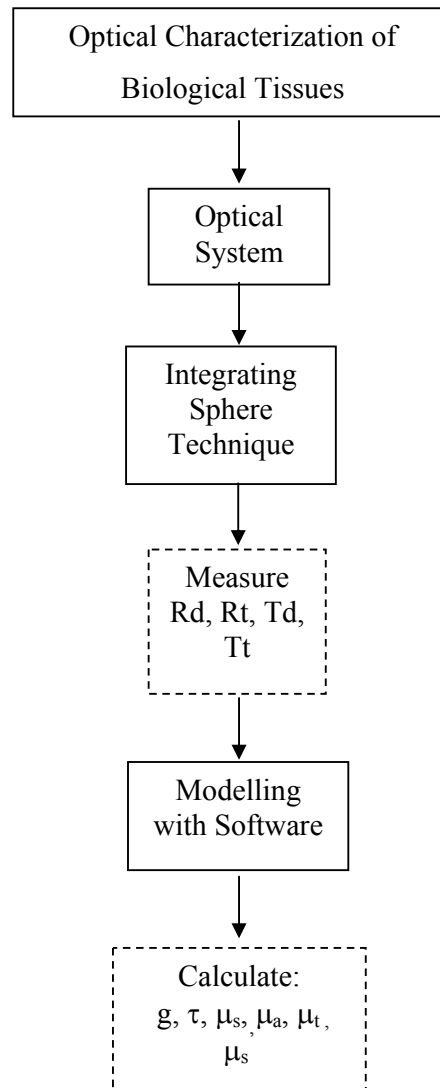 Optical Characterization of
Biological Tissues
Optical
System
Integrating
Sphere
Technique
Measure
Rd, Rt, Td,
Tt
Modelling
with Software
Calculate:
g, τ, μs, μa, μt ,
μs'